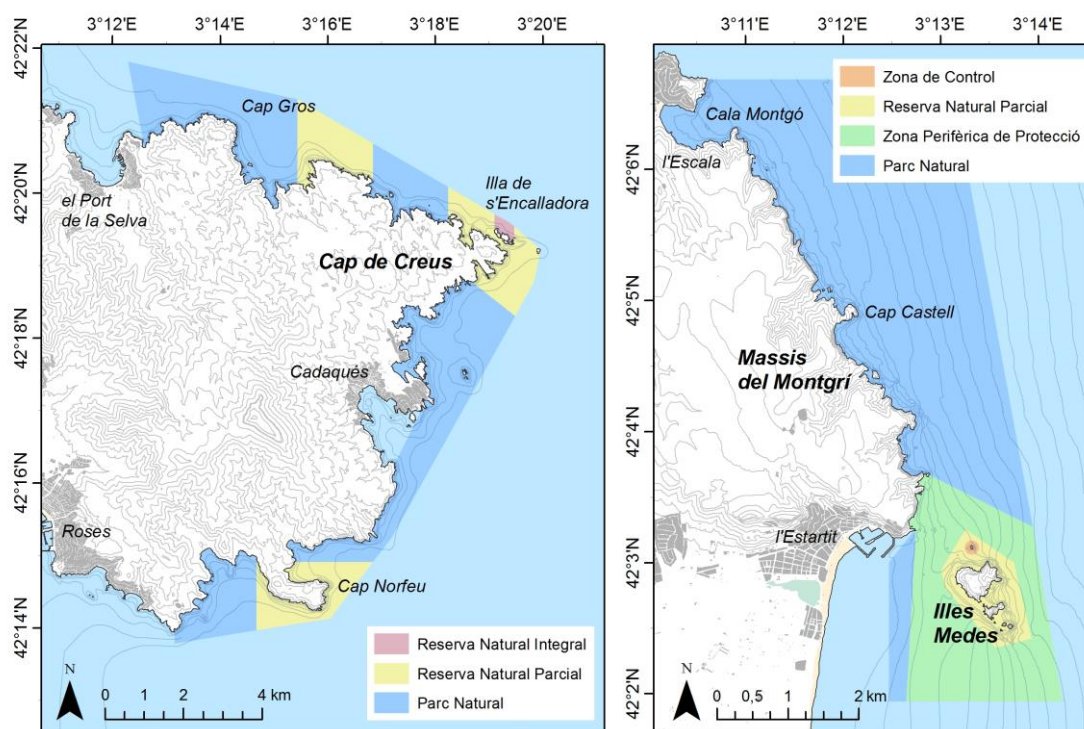 3°12'E 3°14'E 3°16'E 3°18'E 3°20'E
42°22'N
42°20'N
42°18'N
42°16'N
42°14'N
Cap Gros
Illa de
s'Encalladora
el Port
de la Selva
Cap de Creus
Cadaqués
Roses
Cap Norfeu
N
0 1 2 4 km
Reserva Natural Integral
Reserva Natural Parcial
Parc Natural
3°11'E 3°12'E 3°13'E 3°14'E
42°6'N
42°5'N
42°4'N
42°3'N
42°2'N
Zona de Control
Reserva Natural Parcial
Zona Perifèrica de Protecció
Parc Natural
Cala Montgó
l'Escala
Cap Castell
Massis
del Montgrí
l'Estartit
Illes
Medes
N
0 0,5 1 2 km